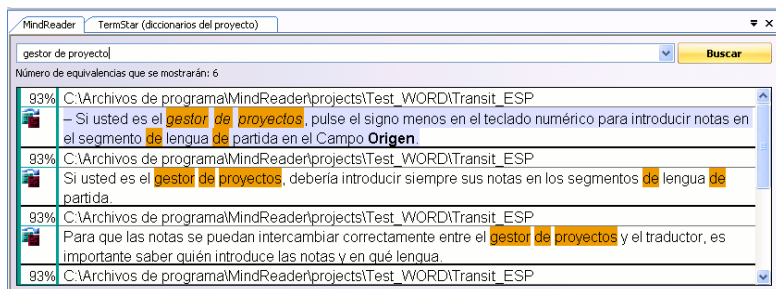 MindReader TermStar (diccionarios del proyecto)
gestor de proyecto Buscar
Número de equivalencias que se mostrarán: 6
93% C:\Archivos de programa\MindReader\projects\Test_WORD\Transit_ESP
– Si usted es el gestor de proyectos, pulse el signo menos en el teclado numérico para introducir notas en
el segmento de lengua de partida en el Campo Origen.
93% C:\Archivos de programa\MindReader\projects\Test_WORD\Transit_ESP
Si usted es el gestor de proyectos, debería introducir siempre sus notas en los segmentos de lengua de
partida.
93% C:\Archivos de programa\MindReader\projects\Test_WORD\Transit_ESP
Para que las notas se puedan intercambiar correctamente entre el gestor de proyectos y el traductor, es
importante saber quién introduce las notas y en qué lengua.
93% C:\Archivos de programa\MindReader\projects\Test_WORD\Transit_ESP